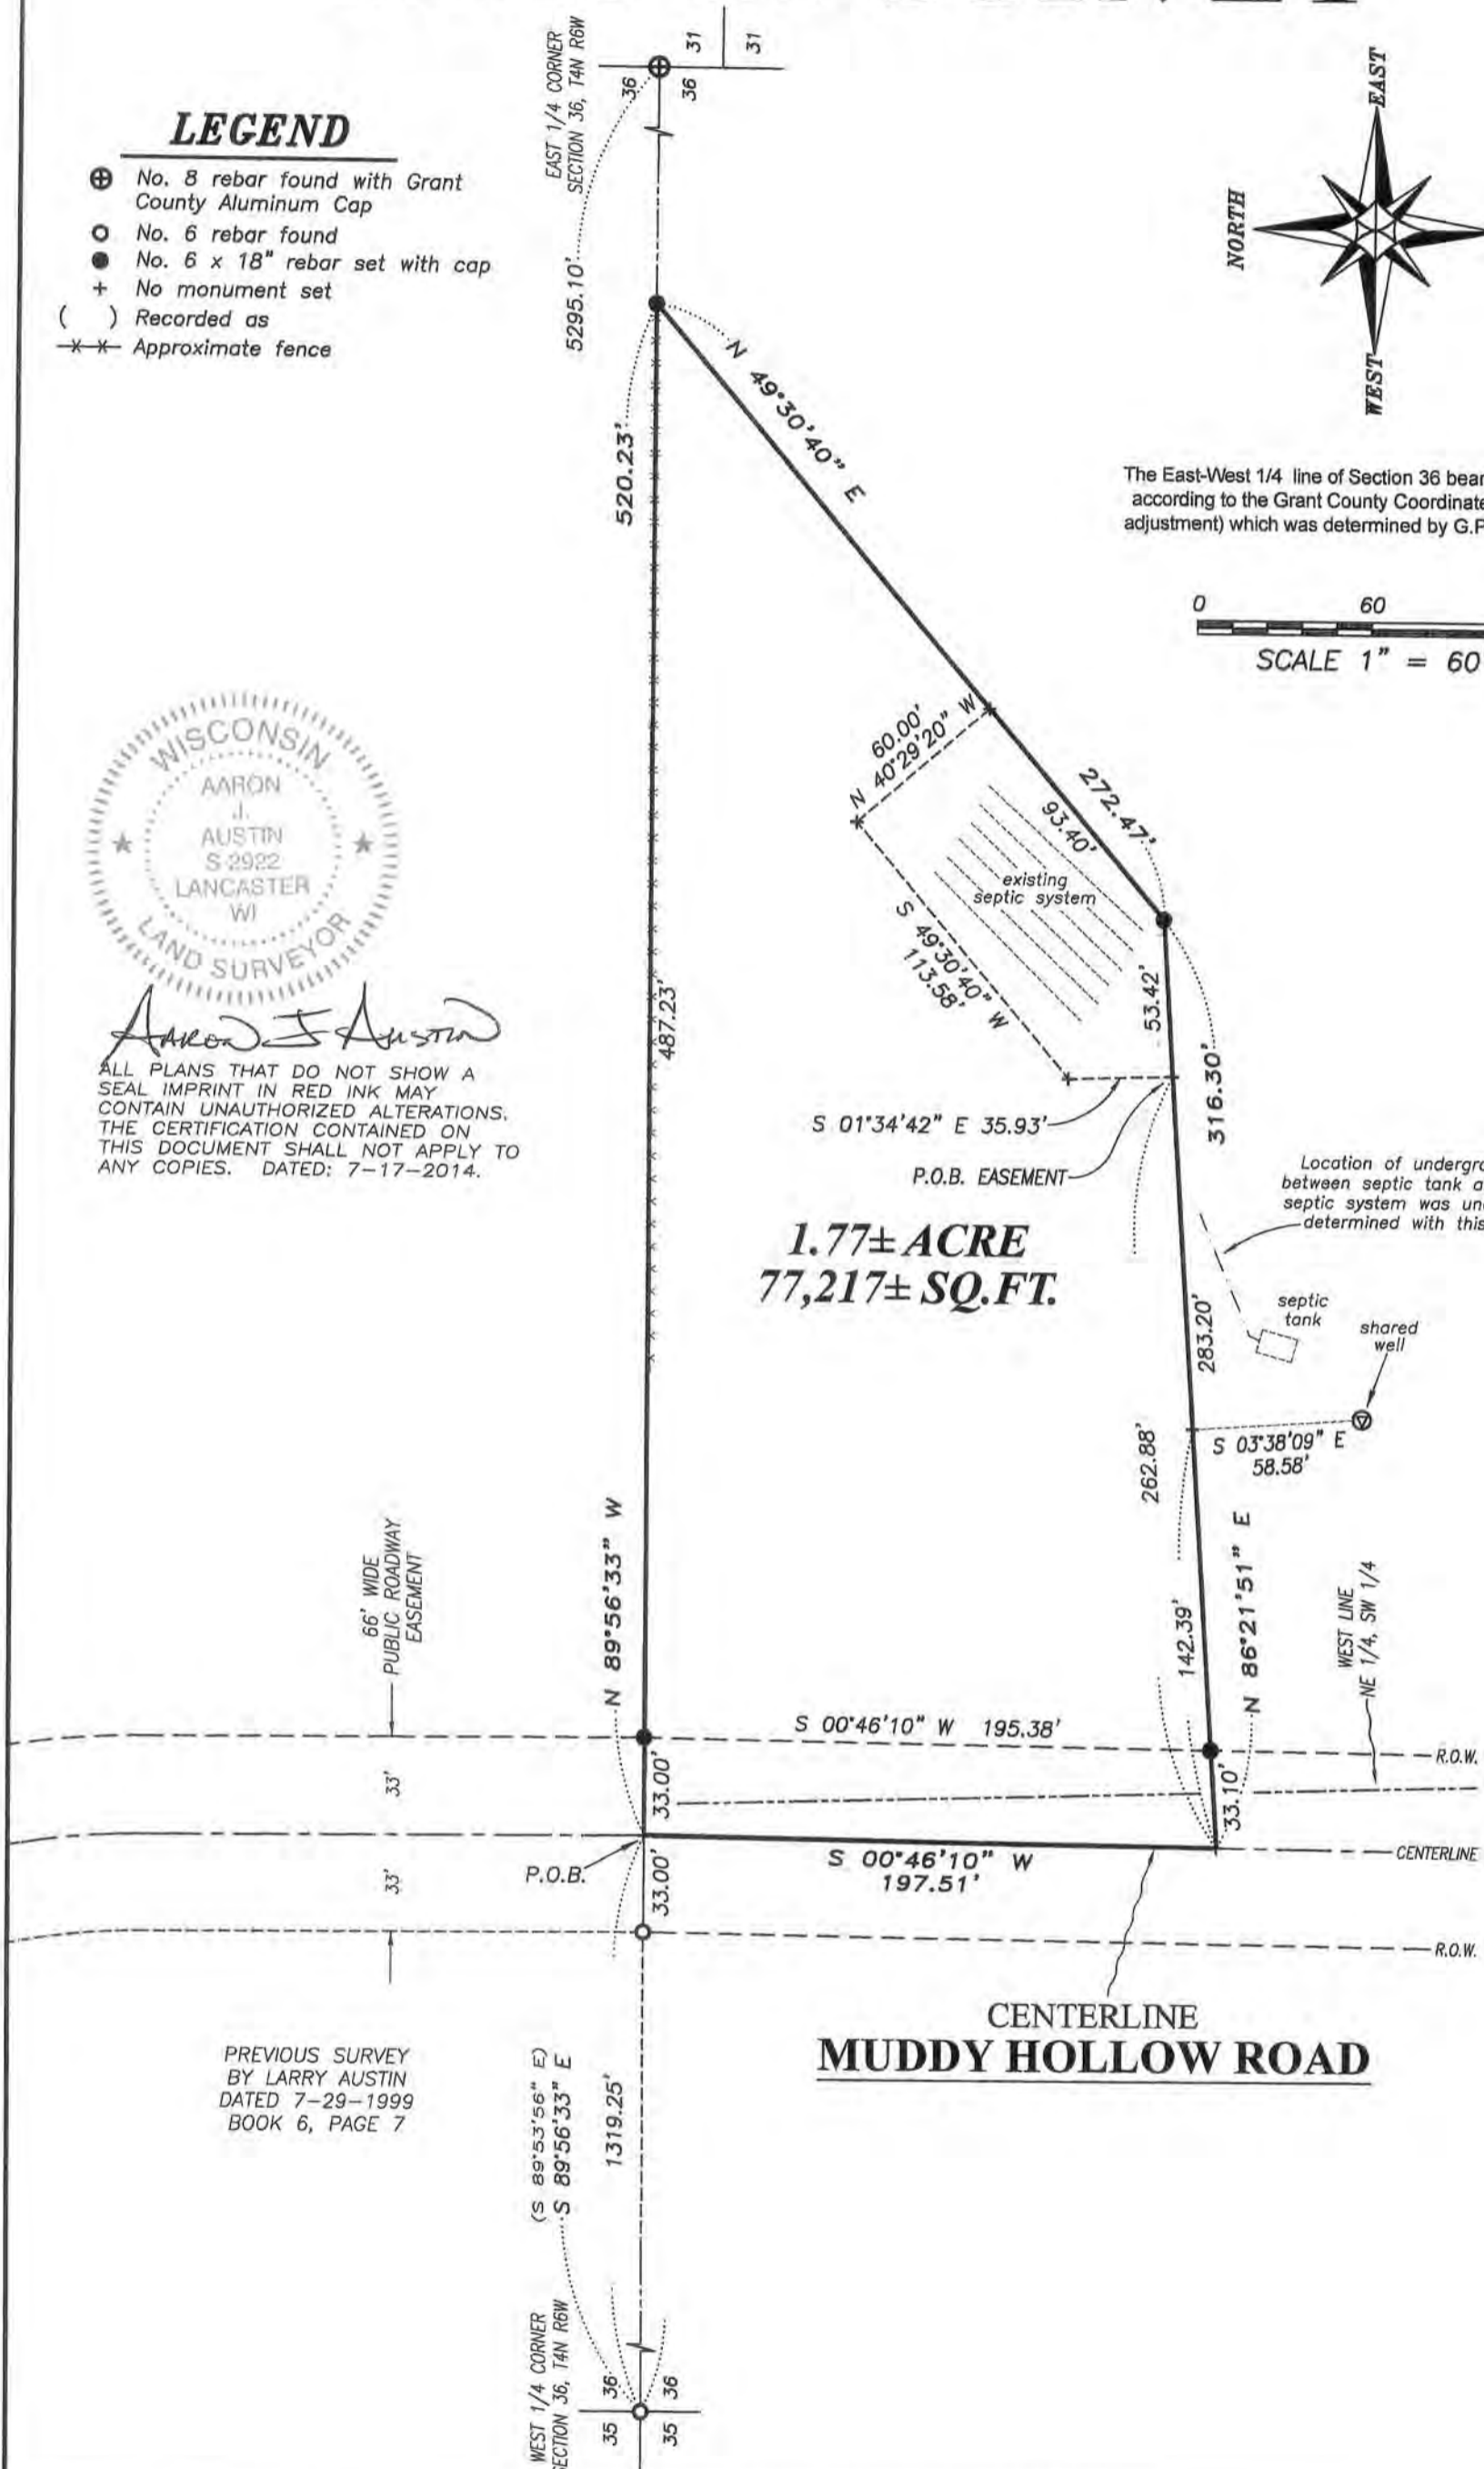 LEGEND
No. 8 rebar found with Grant
County Aluminum Cap
No. 6 rebar found
No. 6 x 18" rebar set with cap
+ No monument set
( ) Recorded as
Approximate fence
EAST 1/4 CORNER
SECTION 36, T4N R6W
36
31
36
31
EAST
NORTH
WEST
The East-West 1/4 line of Section 36 bear
according to the Grant County Coordinate
adjustment) which was determined by G.P
0 60
SCALE 1" = 60
5295.10'
520.23'
N 49°30'40" E
WISCONSIN
AARON
J.
AUSTIN
S-2922
LANCASTER
WI
LAND SURVEYOR
Aaron J Austin
ALL PLANS THAT DO NOT SHOW A
SEAL IMPRINT IN RED INK MAY
CONTAIN UNAUTHORIZED ALTERATIONS.
THE CERTIFICATION CONTAINED ON
THIS DOCUMENT SHALL NOT APPLY TO
ANY COPIES. DATED: 7-17-2014.
60.00'
N 40°29'20" W
272.47'
93.40'
existing
septic system
S 49°30'40" W
113.58'
487.23'
53.42'
316.30'
S 01°34'42" E 35.93'
P.O.B. EASEMENT
1.77± ACRE
77,217± SQ.FT.
Location of undergro
between septic tank a
septic system was un
determined with this
septic
tank
shared
well
283.20'
262.88'
S 03°38'09" E
58.58'
66' WIDE
PUBLIC ROADWAY
EASEMENT
N 89°56'33" W
142.39'
N 86°21'51" E
WEST LINE
NE 1/4, SW 1/4
S 00°46'10" W 195.38'
R.O.W.
33'
33.00'
33.10'
CENTERLINE
P.O.B.
33'
33.00'
S 00°46'10" W
197.51'
R.O.W.
CENTERLINE
MUDDY HOLLOW ROAD
PREVIOUS SURVEY
BY LARRY AUSTIN
DATED 7-29-1999
BOOK 6, PAGE 7
(S 89°53'56" E)
S 89°56'33" E
1319.25'
WEST 1/4 CORNER
SECTION 36, T4N R6W
36
36
35
35